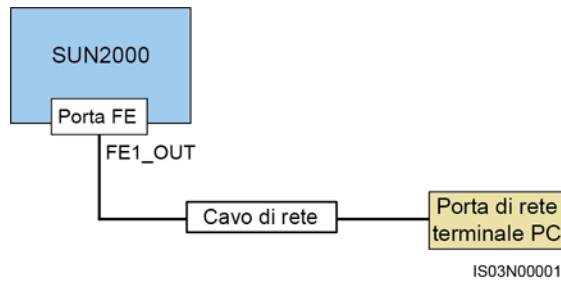 SUN2000
Porta FE
FE1_OUT
Cavo di rete
Porta di rete
terminale PC
IS03N00001